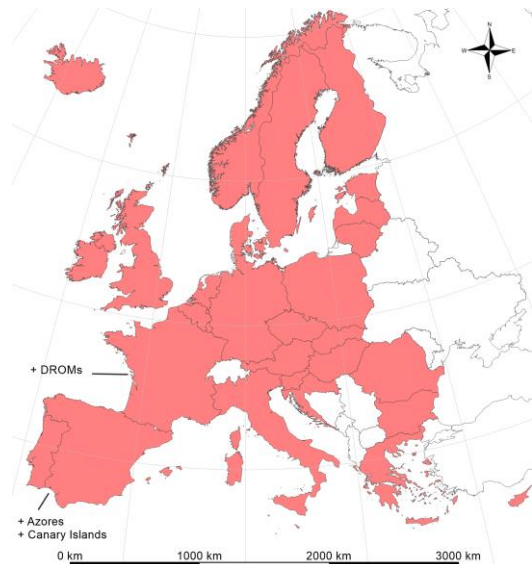 N
W E
S
+ DROMs
+ Azores
+ Canary Islands
0 km 1000 km 2000 km 3000 km